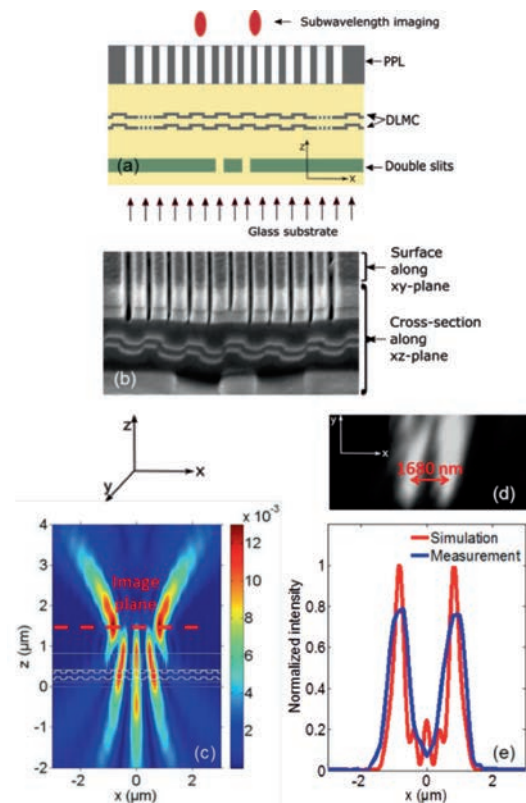 Subwavelength imaging
PPL
DLMC
z
x
(a)
Double slits
Glass substrate
Surface
along
xy-plane
Cross-section
along
xz-plane
(b)
z
x
y
y
x
1680 nm
(d)
4
3
2
1
0
-1
-2
z (μm)
Image
plane
-2
0
2
x (μm)
(c)
× 10⁻³
12
10
8
6
4
2
0
Simulation
Measurement
1
0.8
0.6
0.4
0.2
0
Normalized intensity
-3
0
3
x (μm)
(e)